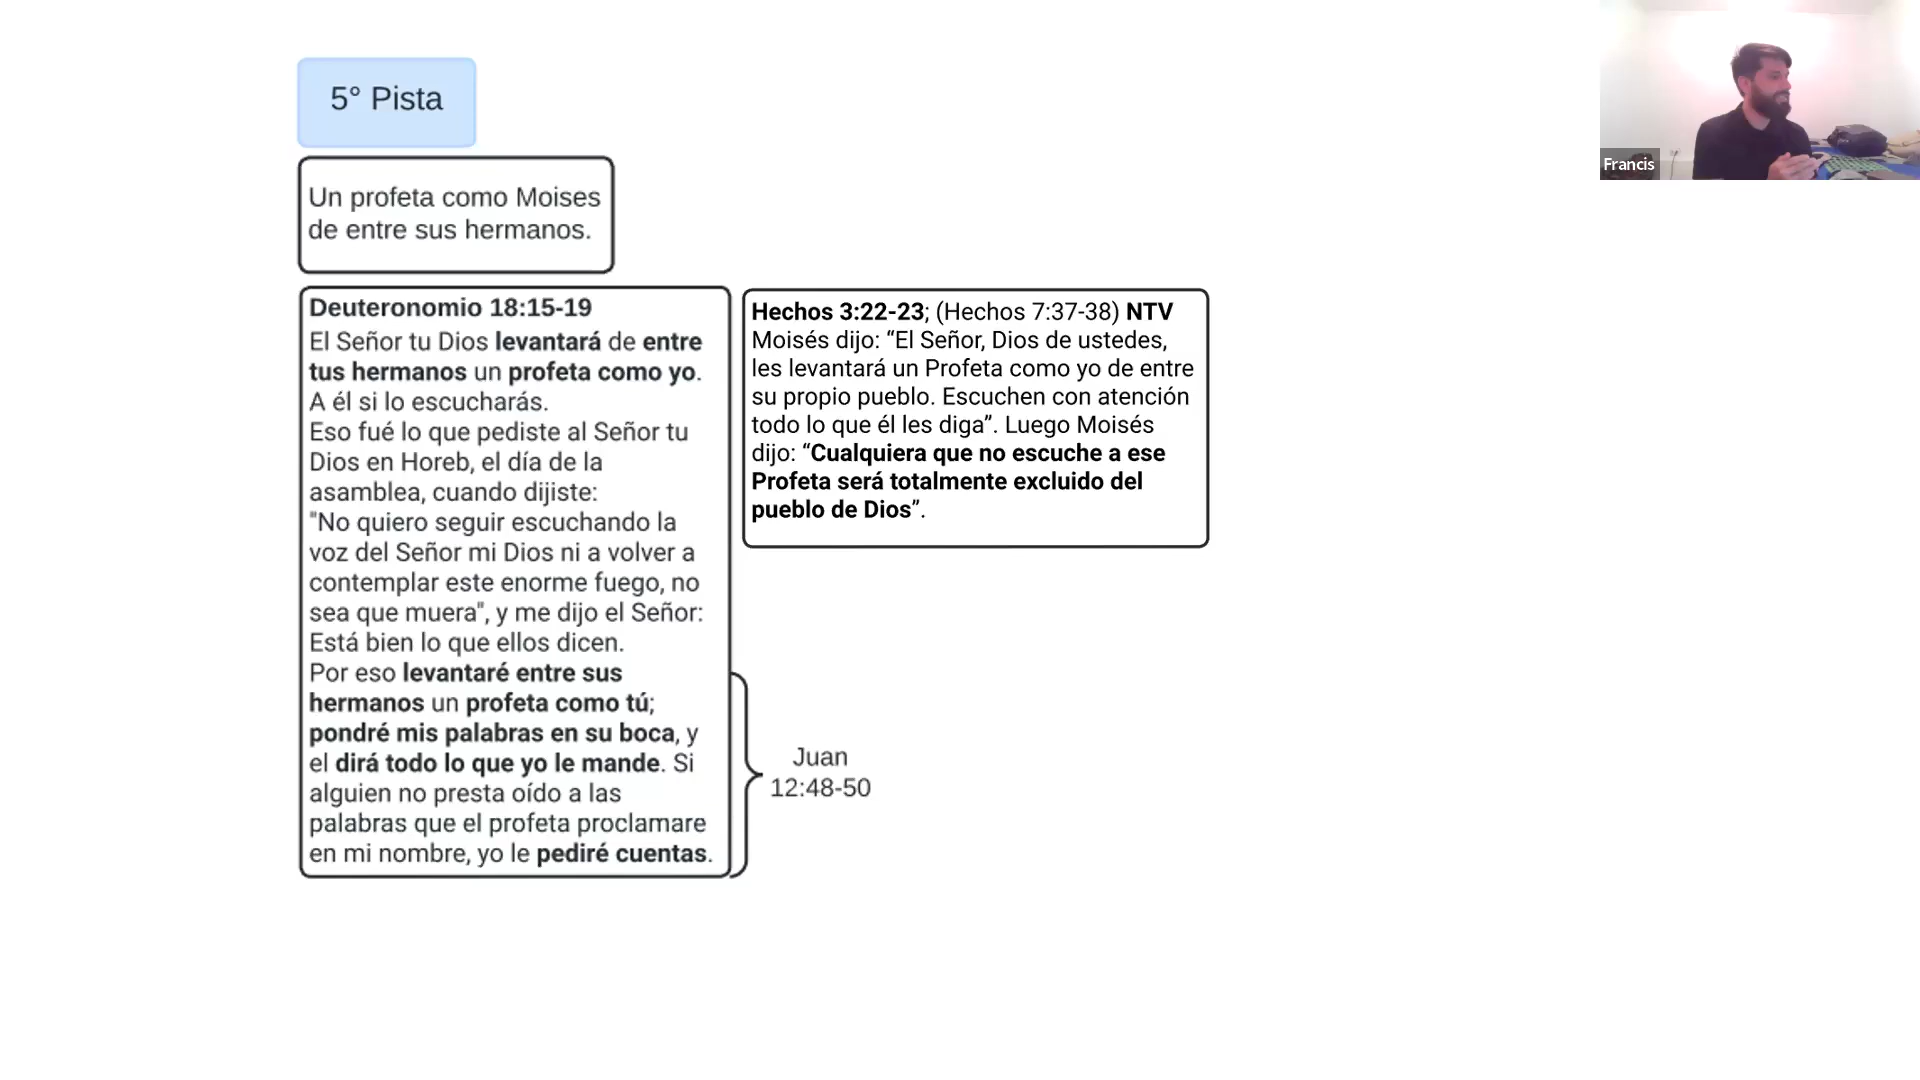 5° Pista
Un profeta como Moises
de entre sus hermanos.
Deuteronomio 18:15-19
El Señor tu Dios levantará de entre
tus hermanos un profeta como yo.
A él si lo escucharás.
Eso fué lo que pediste al Señor tu
Dios en Horeb, el día de la
asamblea, cuando dijiste:
"No quiero seguir escuchando la
voz del Señor mi Dios ni a volver a
contemplar este enorme fuego, no
sea que muera", y me dijo el Señor:
Está bien lo que ellos dicen.
Por eso levantaré entre sus
hermanos un profeta como tú;
pondré mis palabras en su boca, y
el dirá todo lo que yo le mande. Si
alguien no presta oído a las
palabras que el profeta proclamare
en mi nombre, yo le pediré cuentas.
Hechos 3:22-23; (Hechos 7:37-38) NTV
Moisés dijo: “El Señor, Dios de ustedes,
les levantará un Profeta como yo de entre
su propio pueblo. Escuchen con atención
todo lo que él les diga”. Luego Moisés
dijo: “Cualquiera que no escuche a ese
Profeta será totalmente excluido del
pueblo de Dios”.
Juan
12:48-50
Francis